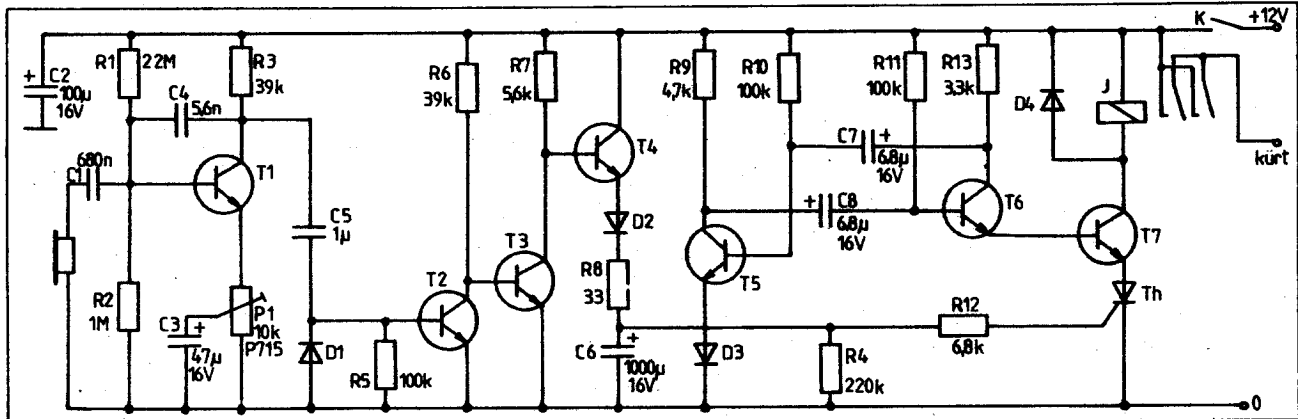 K
+12V
+
C2
100µ
16V
R1
22M
C4
5,6n
R3
39k
680n
C1
T1
C5
1µ
R2
1M
C3
+
47µ
16V
P1
10k
P715
D1
R5
100k
T2
R6
39k
R7
5,6k
T3
T4
D2
R8
33
C6
+
1000µ
16V
R9
4,7k
R10
100k
R11
100k
R13
3,3k
C7
+
6,8µ
16V
+
C8
6,8µ
16V
T5
D3
T6
D4
J
T7
Th
R12
6,8k
R4
220k
kürt
0